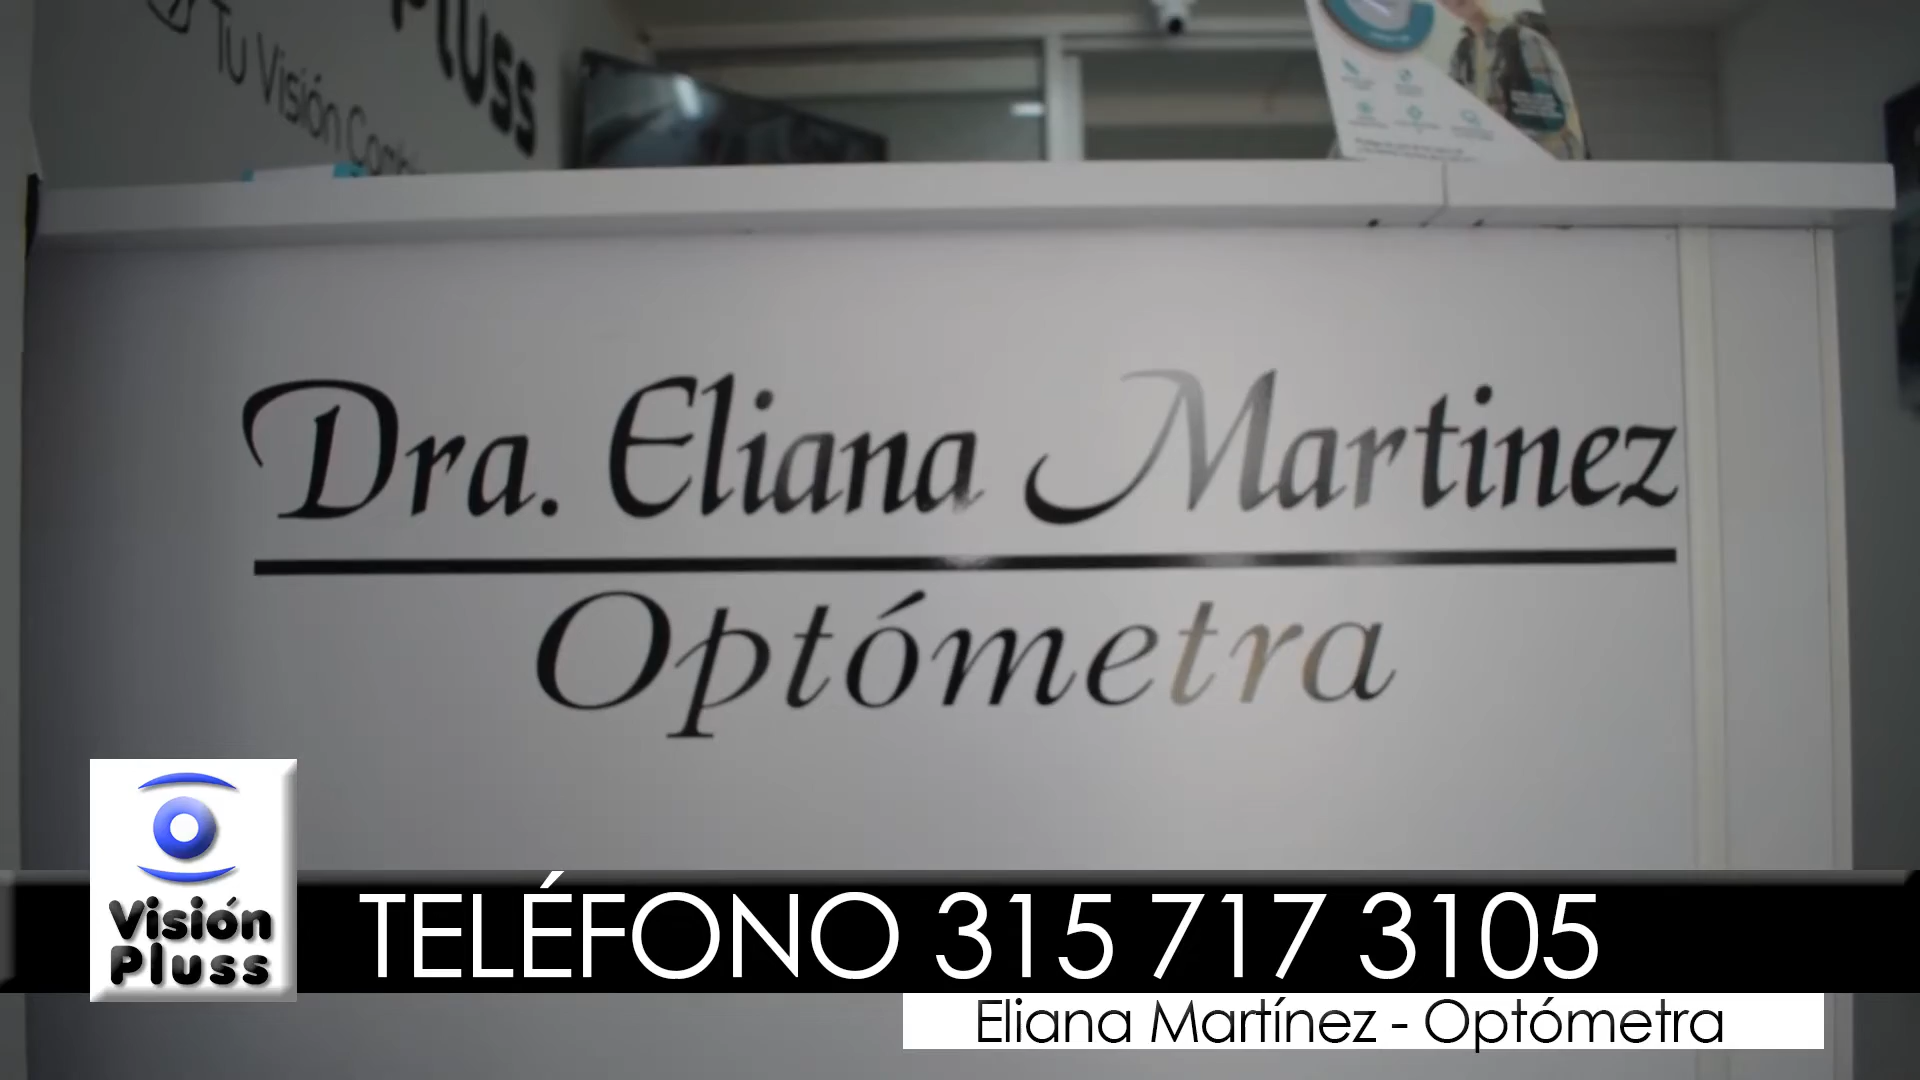 Pluss
Tu Visión
Dra. Eliana Martinez
Optómetra
Visión
Pluss
TELÉFONO 315 717 3105
Eliana Martínez - Optómetra